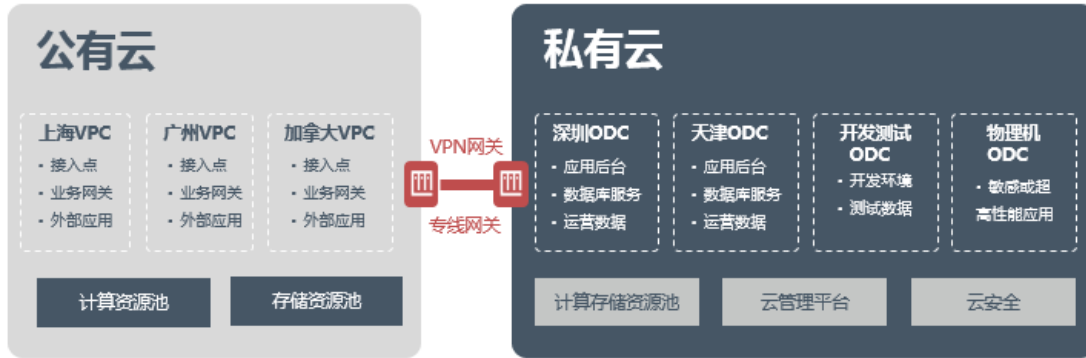 公有云
上海VPC
· 接入点
· 业务网关
· 外部应用
广州VPC
· 接入点
· 业务网关
· 外部应用
加拿大VPC
· 接入点
· 业务网关
· 外部应用
计算资源池
存储资源池
VPN网关
专线网关
私有云
深圳ODC
· 应用后台
· 数据库服务
· 运营数据
天津ODC
· 应用后台
· 数据库服务
· 运营数据
开发测试
ODC
· 开发环境
· 测试数据
物理机
ODC
· 敏感或超
高性能应用
计算存储资源池
云管理平台
云安全